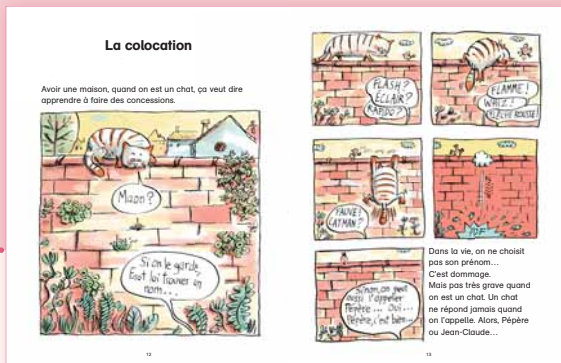 La colocation
Avoir une maison, quand on est un chat, ça veut dire
apprendre à faire des concessions.
Miaon?
Si on le garde,
faut lui trouver un
nom...
12
FLASH?
ÉCLAIR?
RAPIDO?
FLAMME!
WHIZZ!
FLÈCHE ROUSSE!
FAUVE!
CATMAN?
POF
Sinon, on peut
aussi l'appeler
Pépère... Oui...
Pépère, c'est bien...
Dans la vie, on ne choisit
pas son prénom...
C'est dommage.
Mais pas très grave quand
on est un chat. Un chat
ne répond jamais quand
on l'appelle. Alors, Pépère
ou Jean-Claude...
13